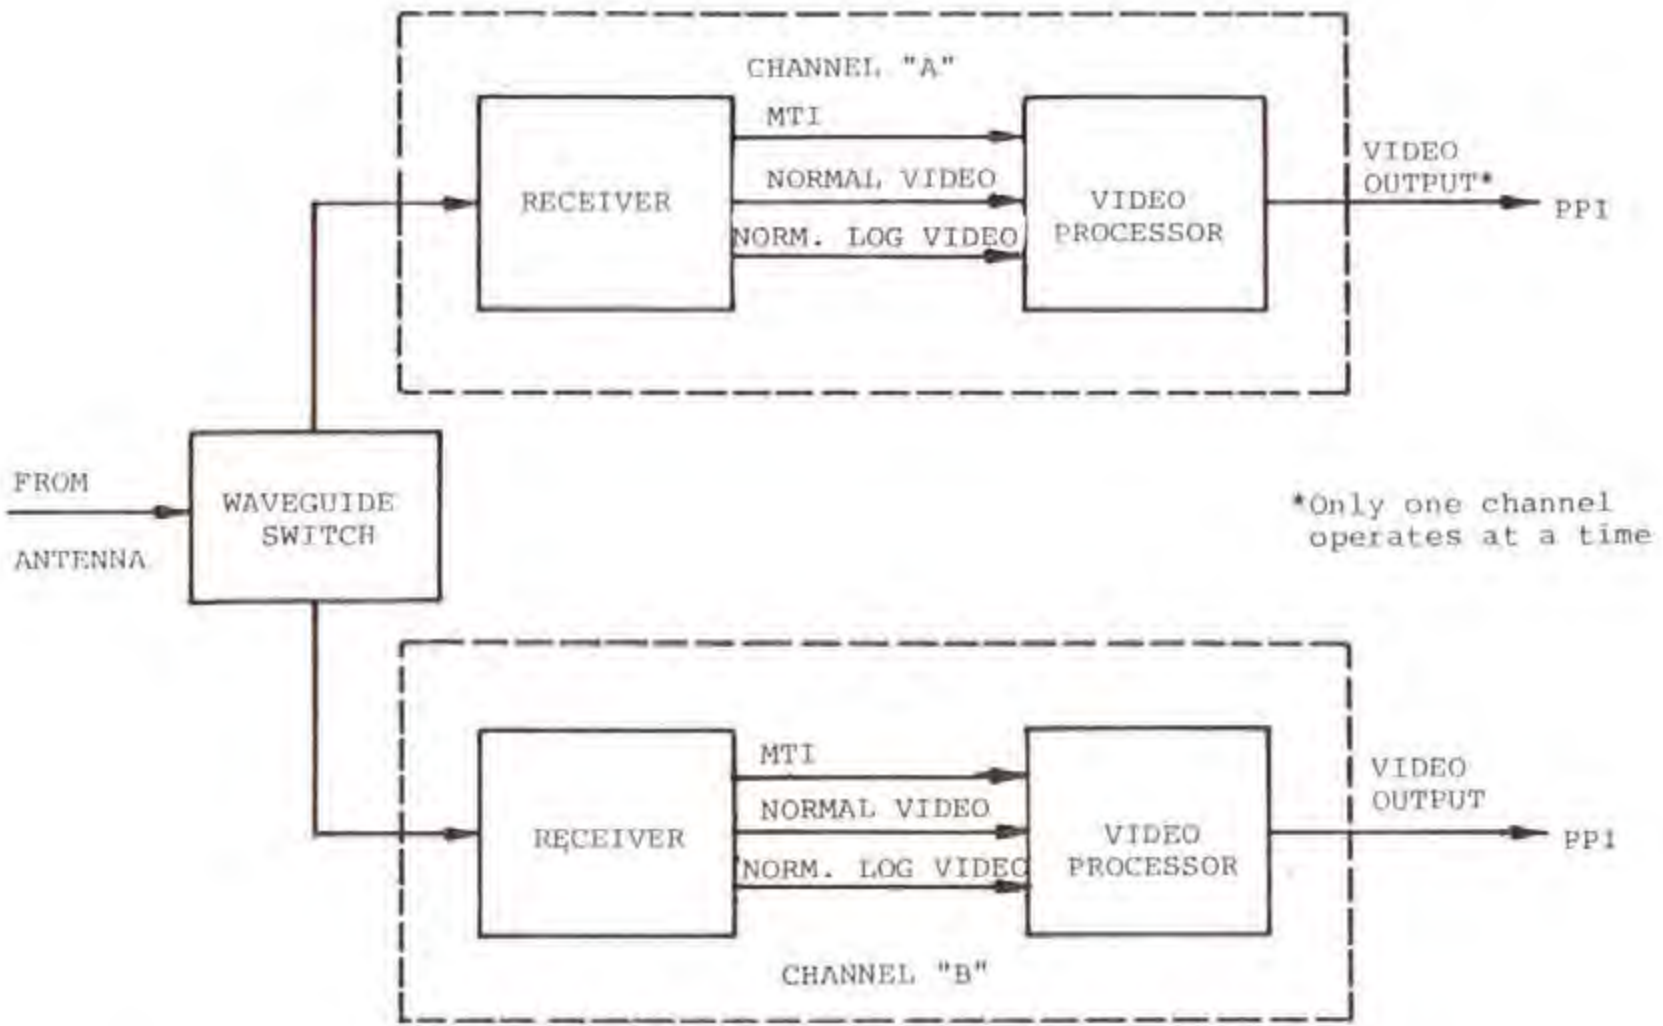 CHANNEL "A"
MTI
NORMAL VIDEO
NORM. LOG VIDEO
RECEIVER
VIDEO
PROCESSOR
VIDEO
OUTPUT*
PPI
FROM
ANTENNA
WAVEGUIDE
SWITCH
*Only one channel
operates at a time
MTI
NORMAL VIDEO
NORM. LOG VIDEO
RECEIVER
VIDEO
PROCESSOR
VIDEO
OUTPUT
PPI
CHANNEL "B"